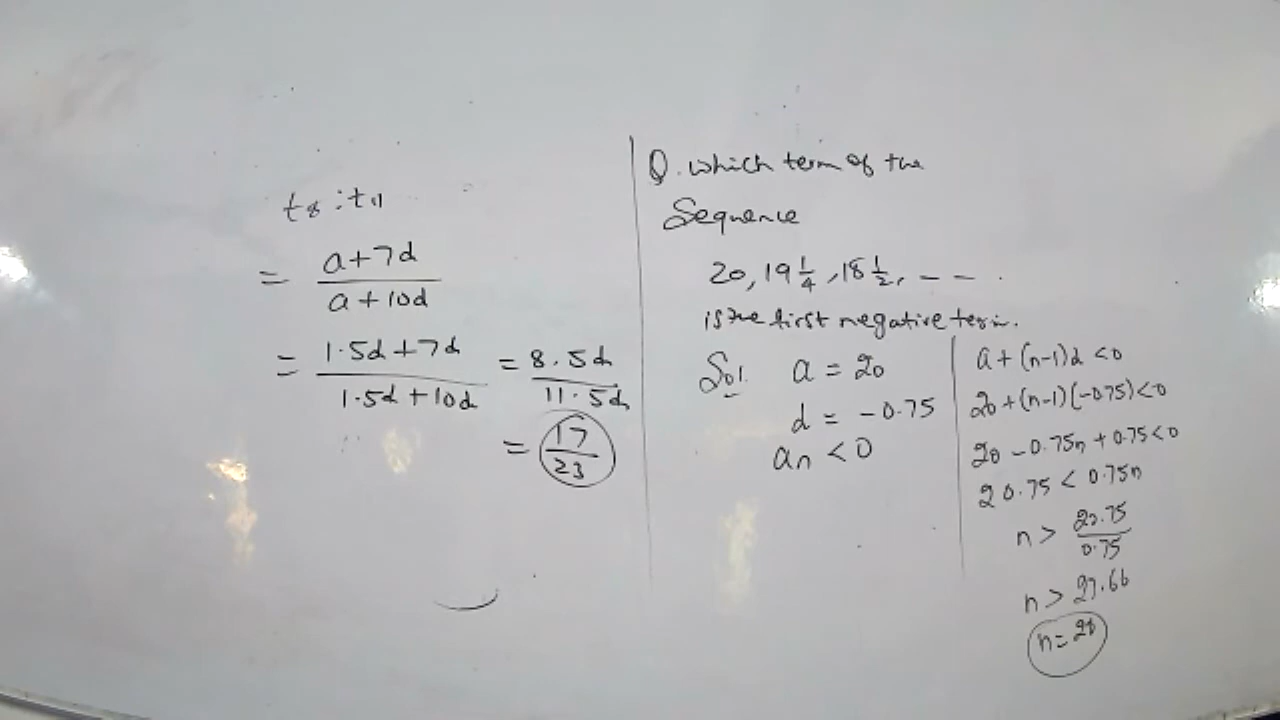 t8 : t11
= a+7d / a+10d
= 1.5d+7d / 1.5d+10d = 8.5d / 11.5d
= 17/23
Q. which term of the
Sequence
20, 19 1/4, 18 1/2, - - .
is the first negative term.
Sol. a = 20
d = -0.75
an < 0
a + (n-1)d < 0
20 + (n-1)(-0.75) < 0
20 - 0.75n + 0.75 < 0
20.75 < 0.75n
n > 20.75 / 0.75
n > 27.66
n = 28